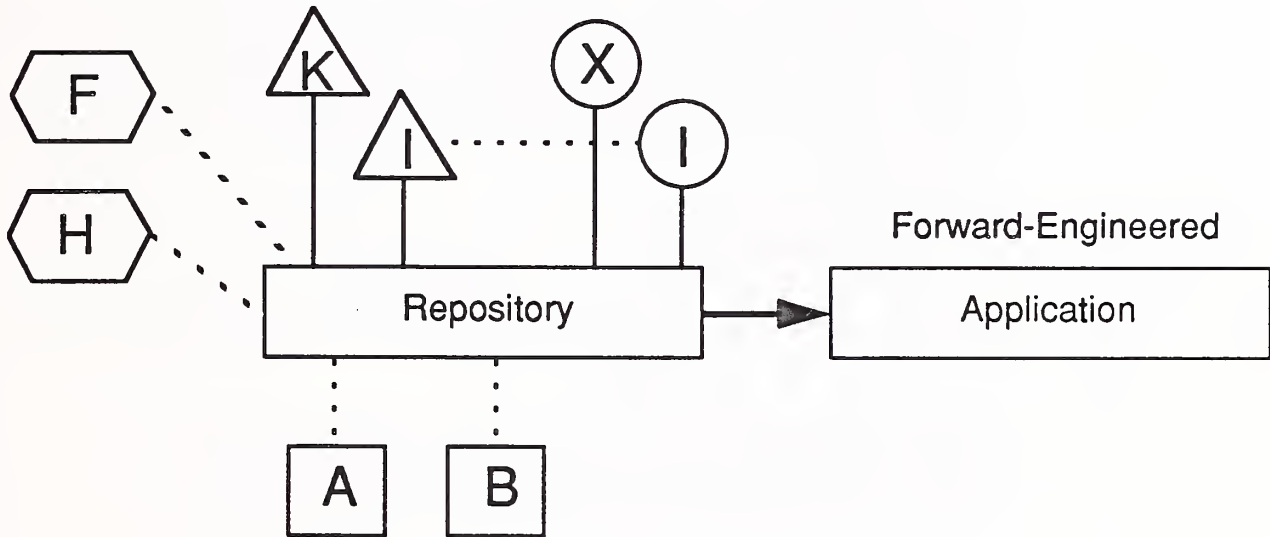 K
X
F
I
I
H
Forward-Engineered
Repository
Application
A
B